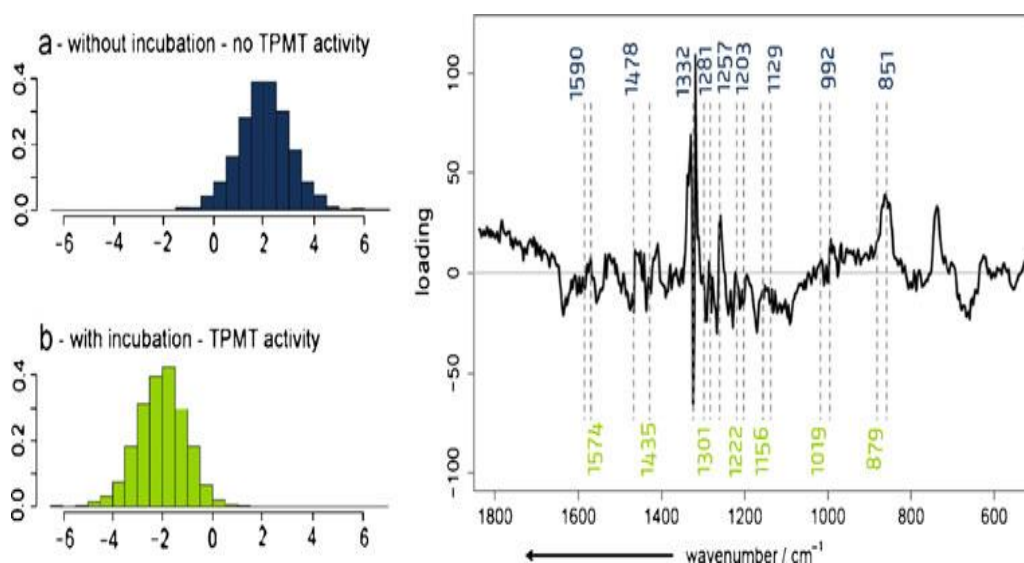 a - without incubation - no TPMT activity
0.4
0.2
0.0
-6 -4 -2 0 2 4 6
b - with incubation - TPMT activity
0.4
0.2
0.0
-6 -4 -2 0 2 4 6
1590 1478 1332 1281 1257 1203 1129 992 851
100
50
0
-50
-100
loading
1574 1435 1301 1222 1156 1019 879
1800 1600 1400 1200 1000 800 600
wavenumber / cm⁻¹